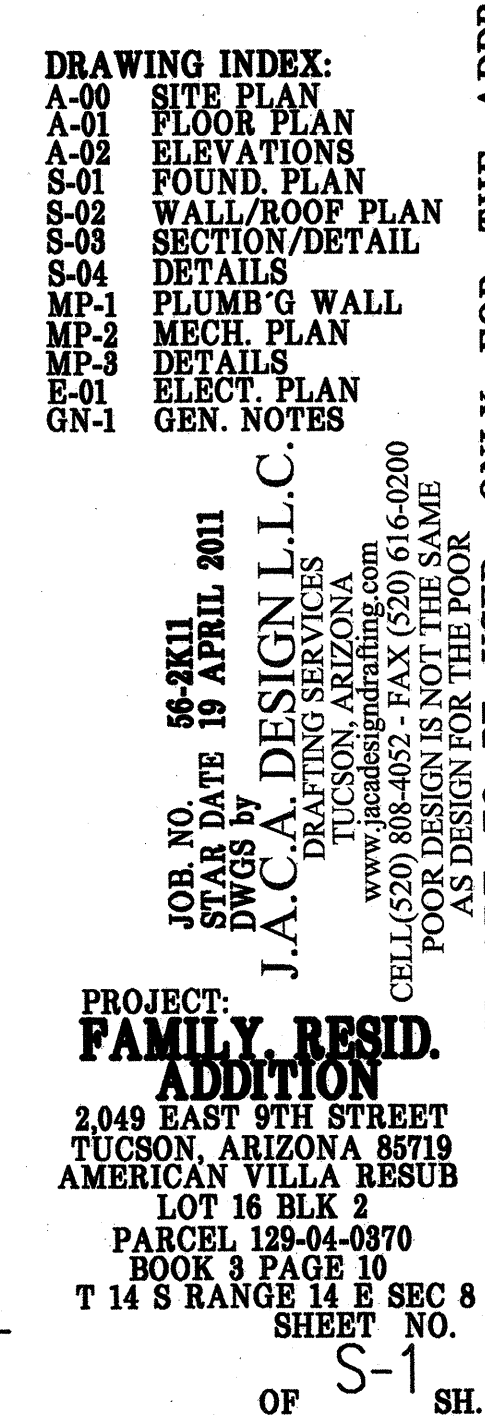 DRAWING INDEX:
A-00 SITE PLAN
A-01 FLOOR PLAN
A-02 ELEVATIONS
S-01 FOUND. PLAN
S-02 WALL/ROOF PLAN
S-03 SECTION/DETAIL
S-04 DETAILS
MP-1 PLUMB'G WALL
MP-2 MECH. PLAN
MP-3 DETAILS
E-01 ELECT. PLAN
GN-1 GEN. NOTES
JOB. NO. 56-2K11
STAR DATE 19 APRIL 2011
DWGS by
J.A.C.A. DESIGN L.L.C.
DRAFTING SERVICES
TUCSON, ARIZONA
www.jacadesigndrafting.com
CELL(520) 808-4052 - FAX (520) 616-0200
POOR DESIGN IS NOT THE SAME
AS DESIGN FOR THE POOR
PROJECT:
FAMILY. RESID.
ADDITION
2,049 EAST 9TH STREET
TUCSON, ARIZONA 85719
AMERICAN VILLA RESUB
LOT 16 BLK 2
PARCEL 129-04-0370
BOOK 3 PAGE 10
T 14 S RANGE 14 E SEC 8
SHEET NO.
S-1
OF SH.